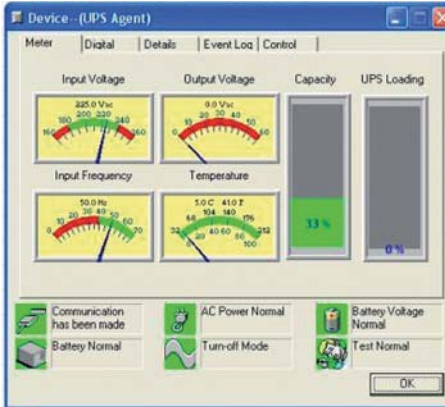 Device--(UPS Agent)
Meter Digital Details Event Log Control
Input Voltage Output Voltage Capacity UPS Loading
225.0 Vac
160 180 200 220 240 260
0.0 Vac
0 10 20 30 40 50 60
Input Frequency Temperature
50.0 Hz
0 10 20 30 40 50 60 70
5.0 C 41.0 F
32 68 104 140 176 212
0 20 40 60 80 100
33 %
0 %
Communication
has been made
AC Power Normal
Battery Voltage
Normal
Battery Normal
Turn-off Mode
Test Normal
OK